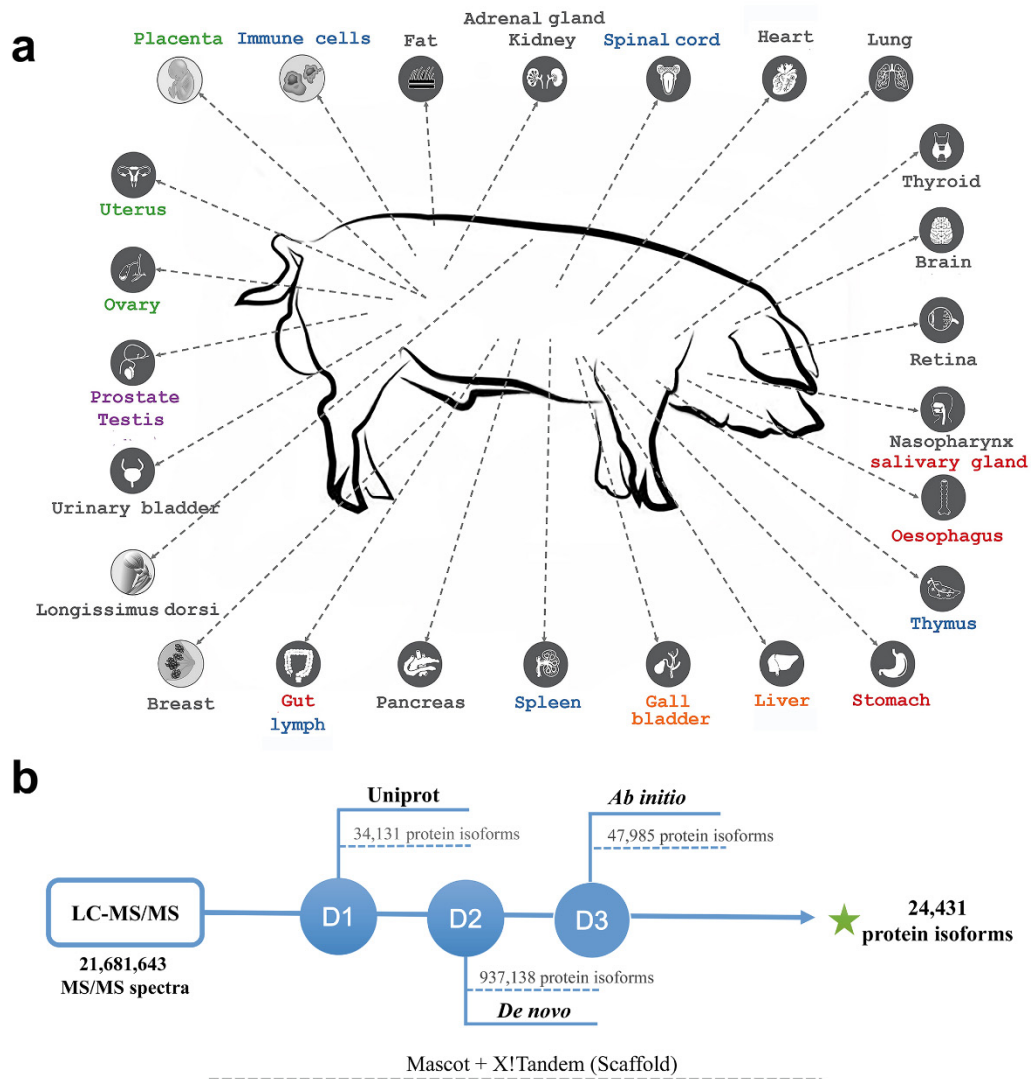 a
Placenta
Immune cells
Fat
Adrenal gland
Kidney
Spinal cord
Heart
Lung
Uterus
Thyroid
Ovary
Brain
Prostate
Testis
Retina
Urinary bladder
Nasopharynx
salivary gland
Longissimus dorsi
Oesophagus
Thymus
Breast
Gut
lymph
Pancreas
Spleen
Gall
bladder
Liver
Stomach
b
Uniprot
34,131 protein isoforms
Ab initio
47,985 protein isoforms
LC-MS/MS
D1
D2
D3
24,431
protein isoforms
21,681,643
MS/MS spectra
937,138 protein isoforms
De novo
Mascot + X!Tandem (Scaffold)